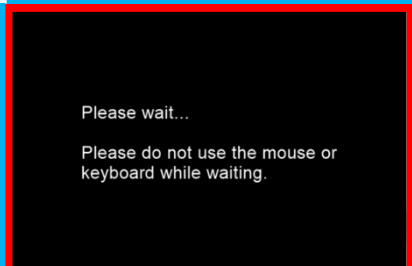 Please wait...
Please do not use the mouse or
keyboard while waiting.